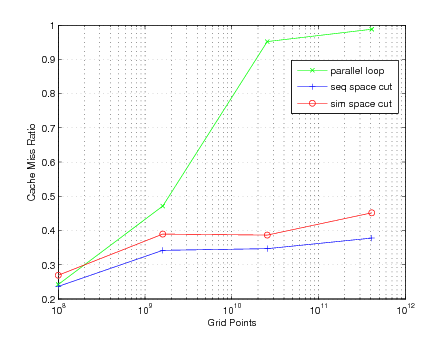 1
0.9
0.8
0.7
0.6
0.5
0.4
0.3
0.2
Cache Miss Ratio
parallel loop
seq space cut
sim space cut
10^8
10^9
10^10
10^11
10^12
Grid Points